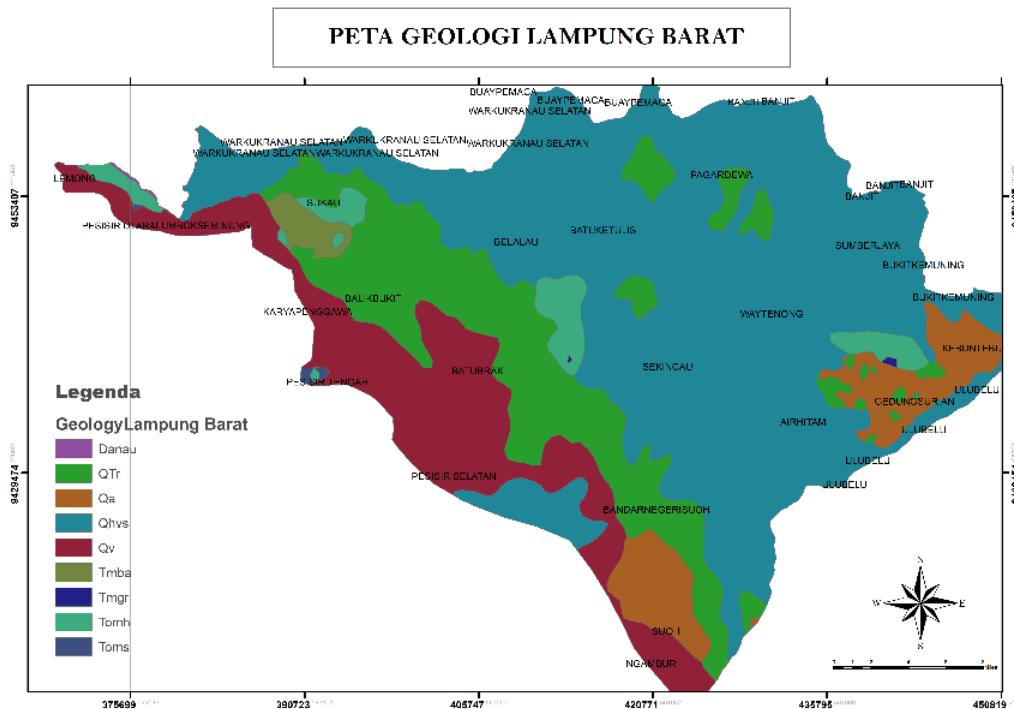 PETA GEOLOGI LAMPUNG BARAT
BUAYPEMACA
BUAYPEMACA
BUAYPEMACA
BANJIT
BANJIT
WARKUKRANAU SELATAN
WARKUKRANAU SELATAN
WARKUKRANAU SELATAN
WARKUKRANAU SELATAN
WARKUKRANAU SELATAN
WARKUKRANAU SELATAN
LEMONG
PAGARDEWA
BANJIT
BANJIT
BANJIT
9453407
SUKAU
PESISIR UTARA
LUMBOKSEMINUNG
BATUKETULIS
BELALAU
SUMBERJAYA
BUKITKEMUNING
BALIKBUKIT
BUKITKEMUNING
KARYAPENGGAWA
WAYTENONG
KEBUNTEBU
SEKINCAU
BATUBRAK
PESISIR TENGAH
ULUBELU
GEDUNGSURIAN
AIRHITAM
ULUBELU
ULUBELU
PESISIR SELATAN
ULUBELU
9429474
BANDARNEGERISUOH
SUOH
NGAMBUR
Legenda
GeologyLampung Barat
Danau
QTr
Qa
Qhvs
Qv
Tmba
Tmgr
Tomh
Toms
N
W
E
S
375699
390723
405747
420771
435795
450819